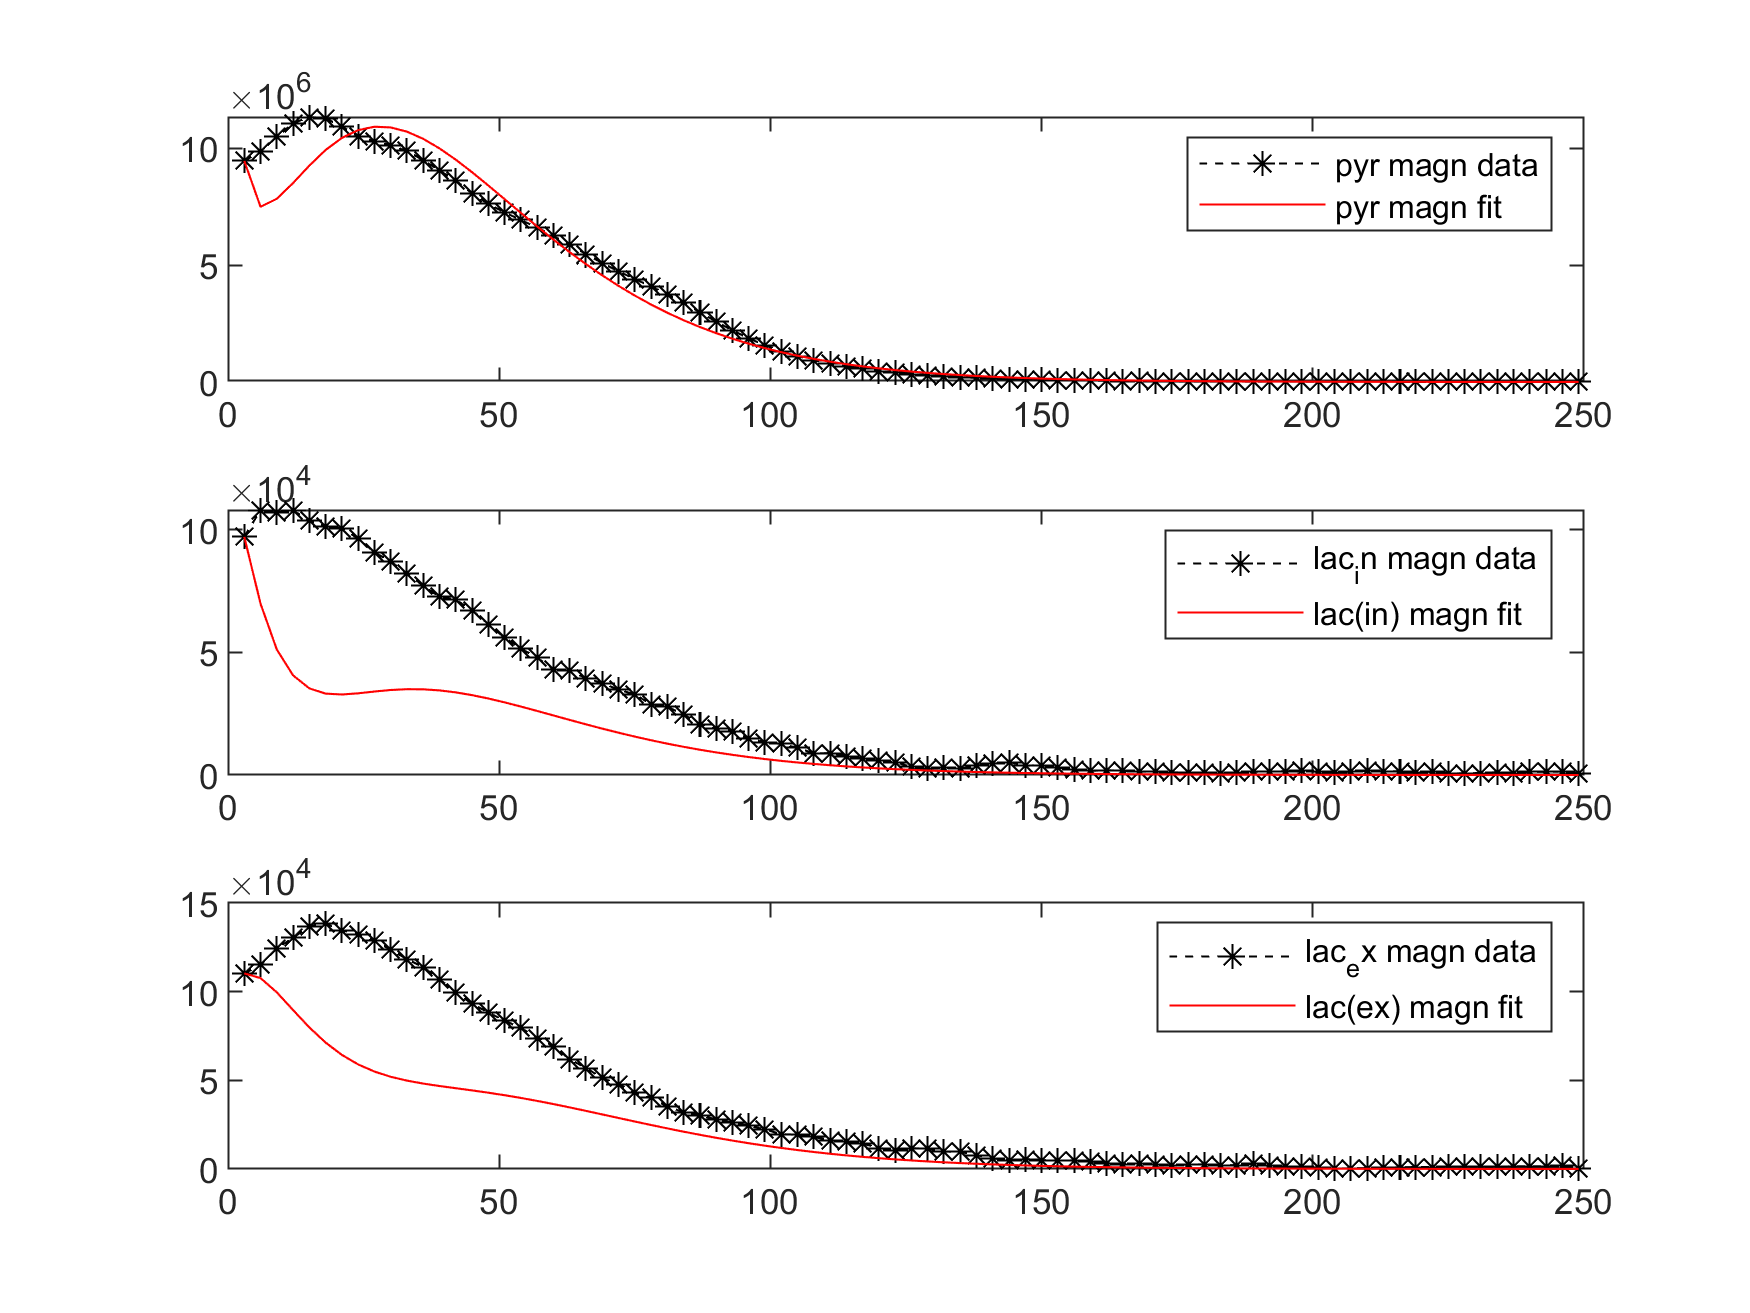 ×10^6
10
5
0
0 50 100 150 200 250
pyr magn data
pyr magn fit
×10^4
10
5
0
0 50 100 150 200 250
lac_in magn data
lac(in) magn fit
×10^4
15
10
5
0
0 50 100 150 200 250
lac_ex magn data
lac(ex) magn fit